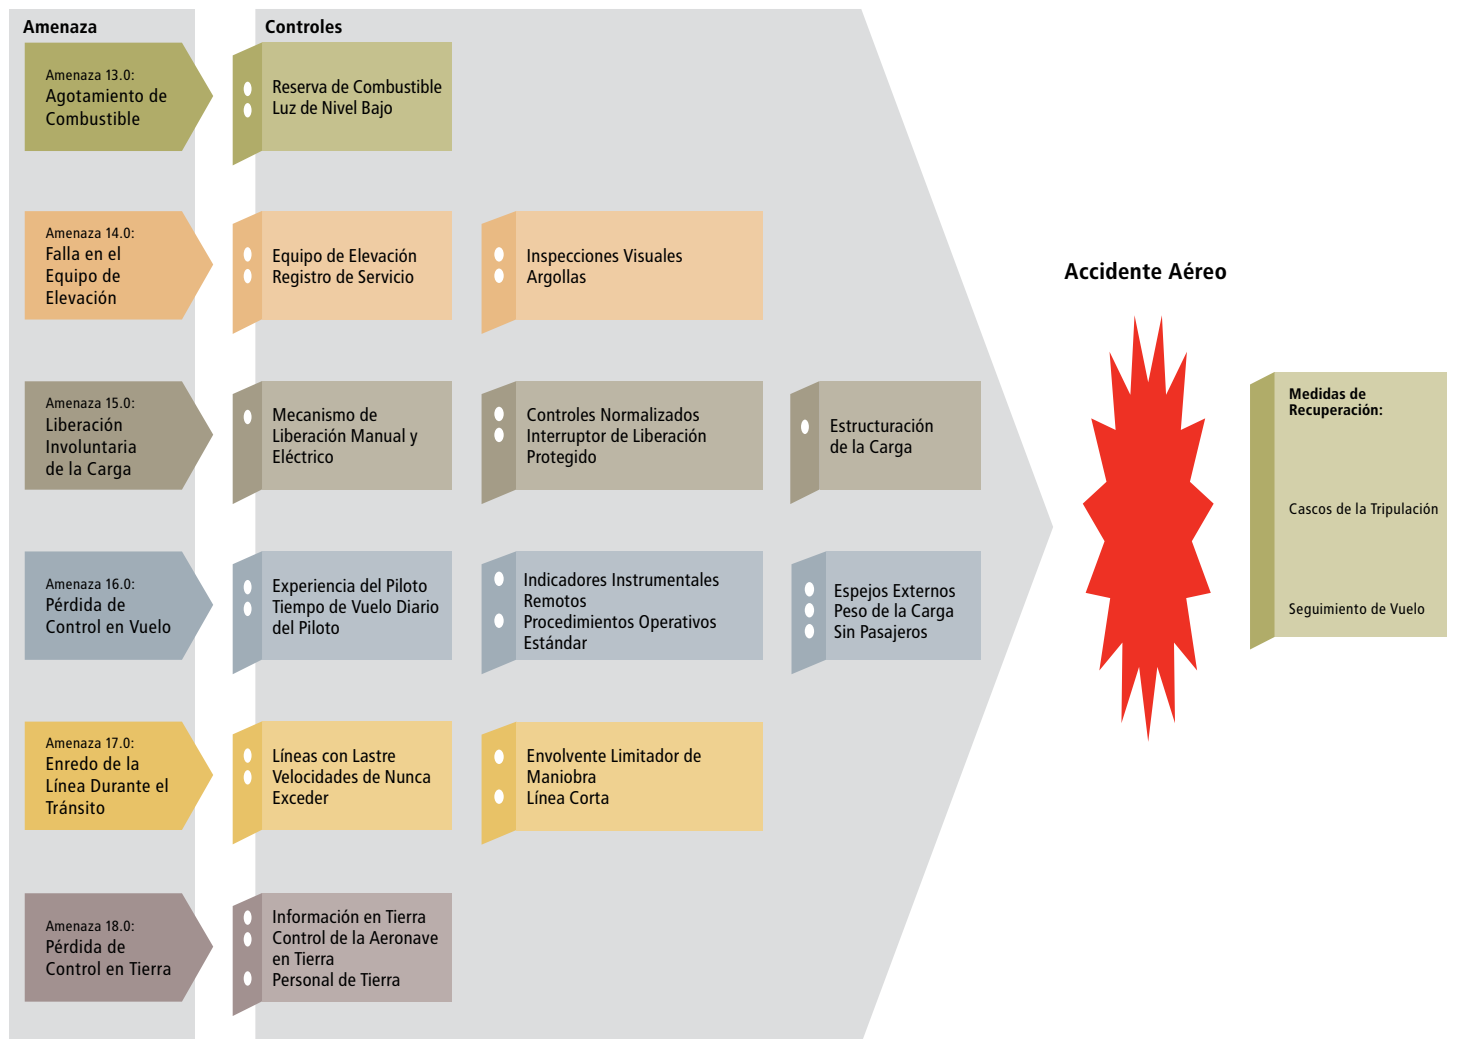 Amenaza
Controles
Amenaza 13.0:
Agotamiento de
Combustible
Reserva de Combustible
Luz de Nivel Bajo
Amenaza 14.0:
Falla en el
Equipo de
Elevación
Equipo de Elevación
Registro de Servicio
Inspecciones Visuales
Argollas
Amenaza 15.0:
Liberación
Involuntaria
de la Carga
Mecanismo de
Liberación Manual y
Eléctrico
Controles Normalizados
Interruptor de Liberación
Protegido
Estructuración
de la Carga
Amenaza 16.0:
Pérdida de
Control en Vuelo
Experiencia del Piloto
Tiempo de Vuelo Diario
del Piloto
Indicadores Instrumentales
Remotos
Procedimientos Operativos
Estándar
Espejos Externos
Peso de la Carga
Sin Pasajeros
Amenaza 17.0:
Enredo de la
Línea Durante el
Tránsito
Líneas con Lastre
Velocidades de Nunca
Exceder
Envolvente Limitador de
Maniobra
Línea Corta
Amenaza 18.0:
Pérdida de
Control en Tierra
Información en Tierra
Control de la Aeronave
en Tierra
Personal de Tierra
Accidente Aéreo
Medidas de
Recuperación:
Cascos de la Tripulación
Seguimiento de Vuelo